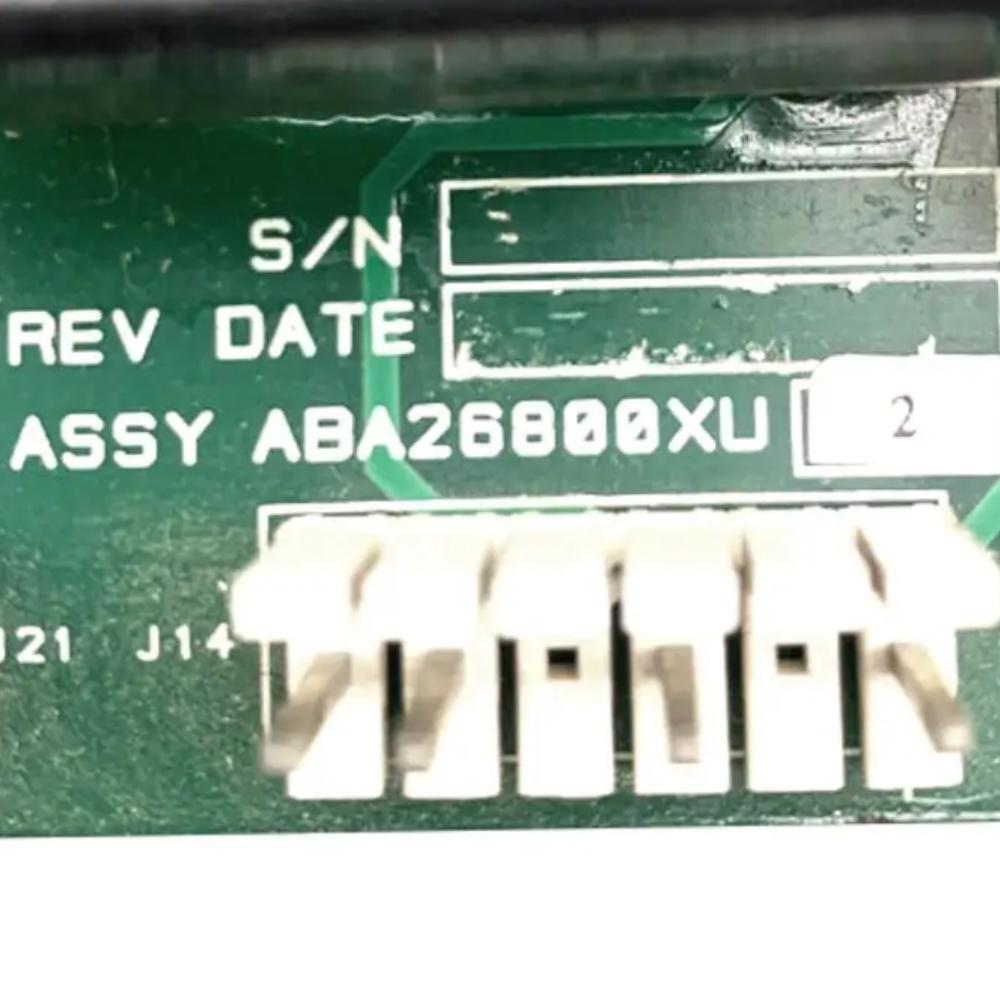 S/N
REV DATE
ASSY ABA26800XU 2
J21 J14